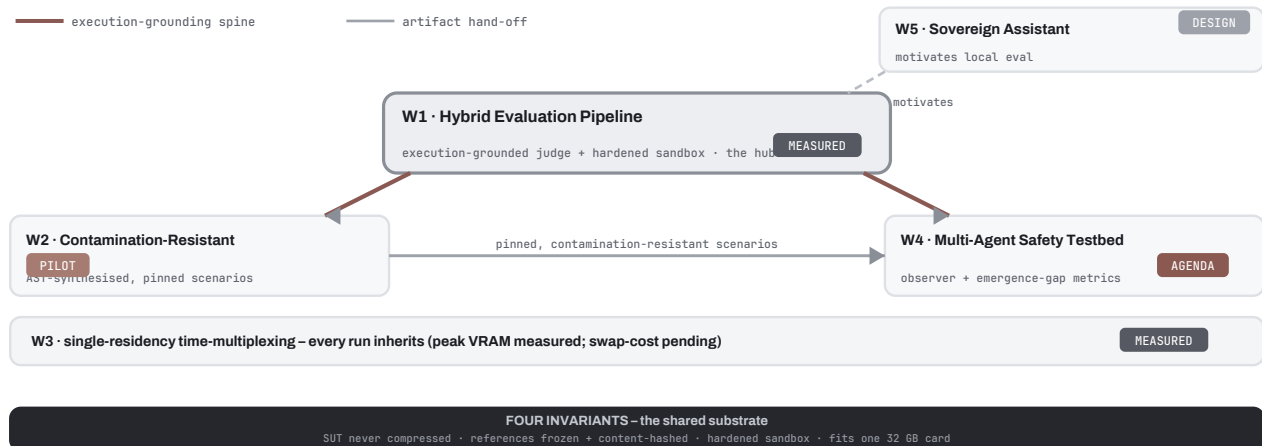 execution-grounding spine
artifact hand-off
W5 · Sovereign Assistant
DESIGN
motivates local eval
motivates
W1 · Hybrid Evaluation Pipeline
execution-grounded judge + hardened sandbox · the hub
MEASURED
W2 · Contamination-Resistant
PILOT
AST-synthesised, pinned scenarios
pinned, contamination-resistant scenarios
W4 · Multi-Agent Safety Testbed
AGENDA
observer + emergence-gap metrics
W3 · single-residency time-multiplexing – every run inherits (peak VRAM measured; swap-cost pending)
MEASURED
FOUR INVARIANTS – the shared substrate
SUT never compressed · references frozen + content-hashed · hardened sandbox · fits one 32 GB card